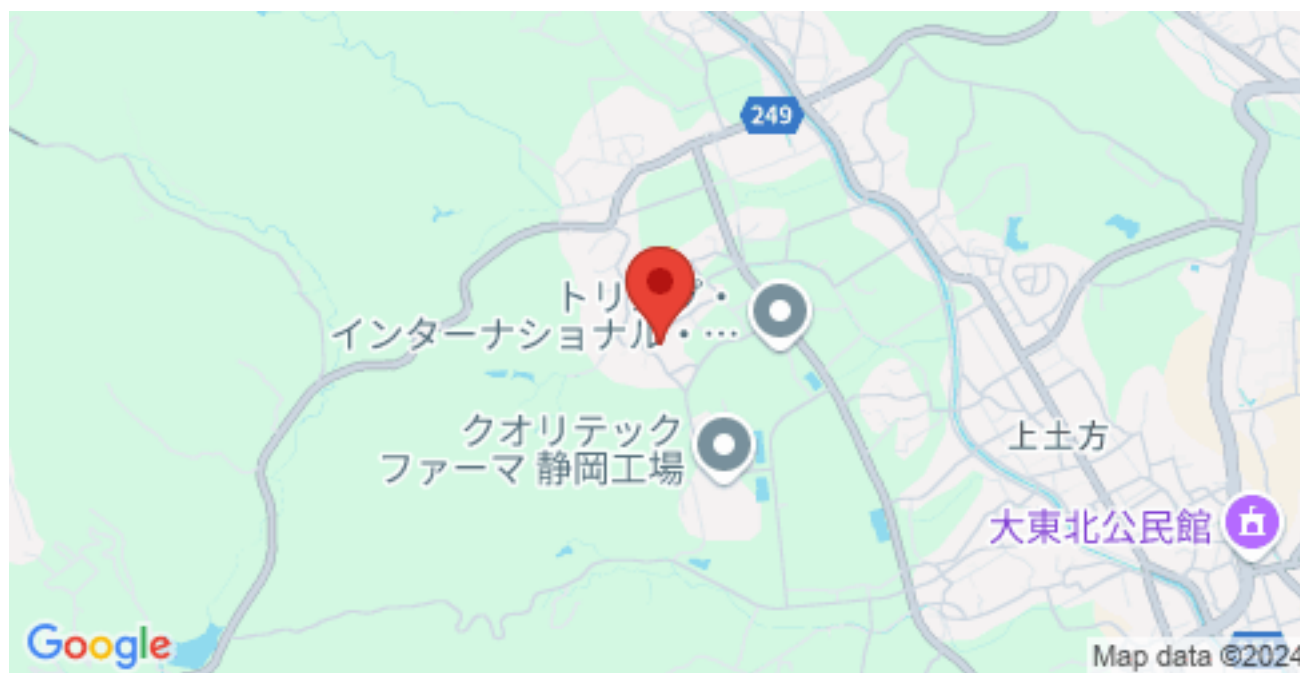 249
トリ
・
インターナショナル・…
クオリテック
ファーマ 静岡工場
上土方
大東北公民館
Google
Map data ©2024